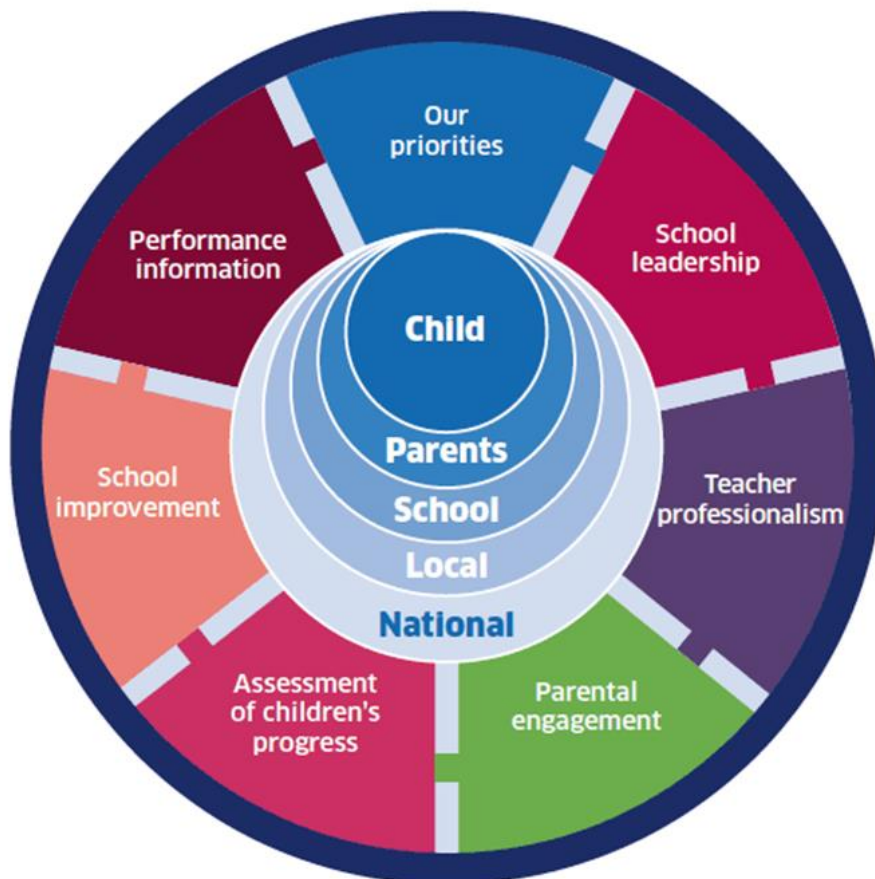 Our
priorities
School
leadership
Teacher
professionalism
Parental
engagement
Assessment
of children's
progress
School
improvement
Performance
information
Child
Parents
School
Local
National